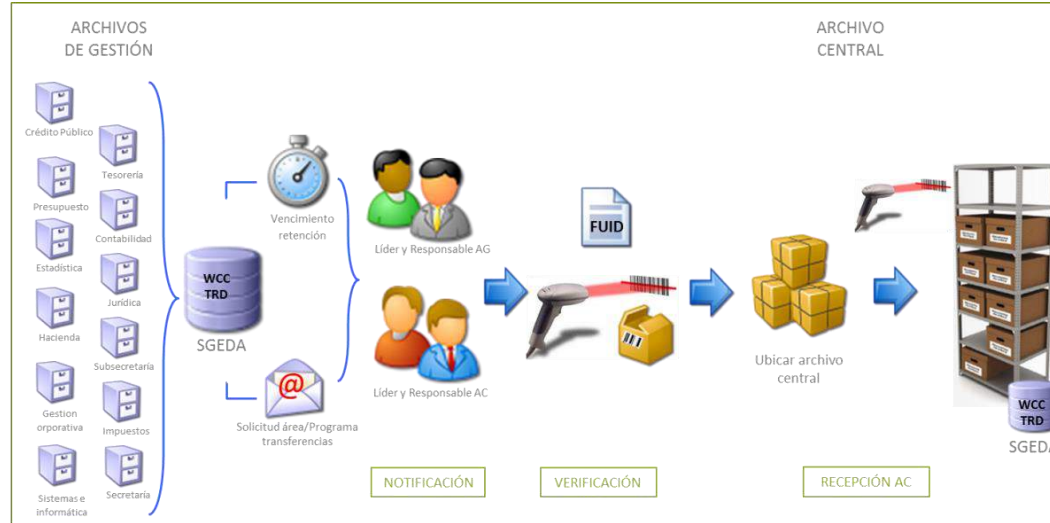 ARCHIVOS
DE GESTIÓN
ARCHIVO
CENTRAL
Crédito Público
Tesorería
Presupuesto
Contabilidad
Estadística
Jurídica
Hacienda
Subsecretaría
Gestion
orporativa
Impuestos
Sistemas e
informática
Secretaría
WCC
TRD
SGEDA
Vencimiento
retención
@
Solicitud área/Programa
transferencias
Líder y Responsable AG
Líder y Responsable AC
FUID
Ubicar archivo
central
WCC
TRD
SGEDA
NOTIFICACIÓN
VERIFICACIÓN
RECEPCIÓN AC